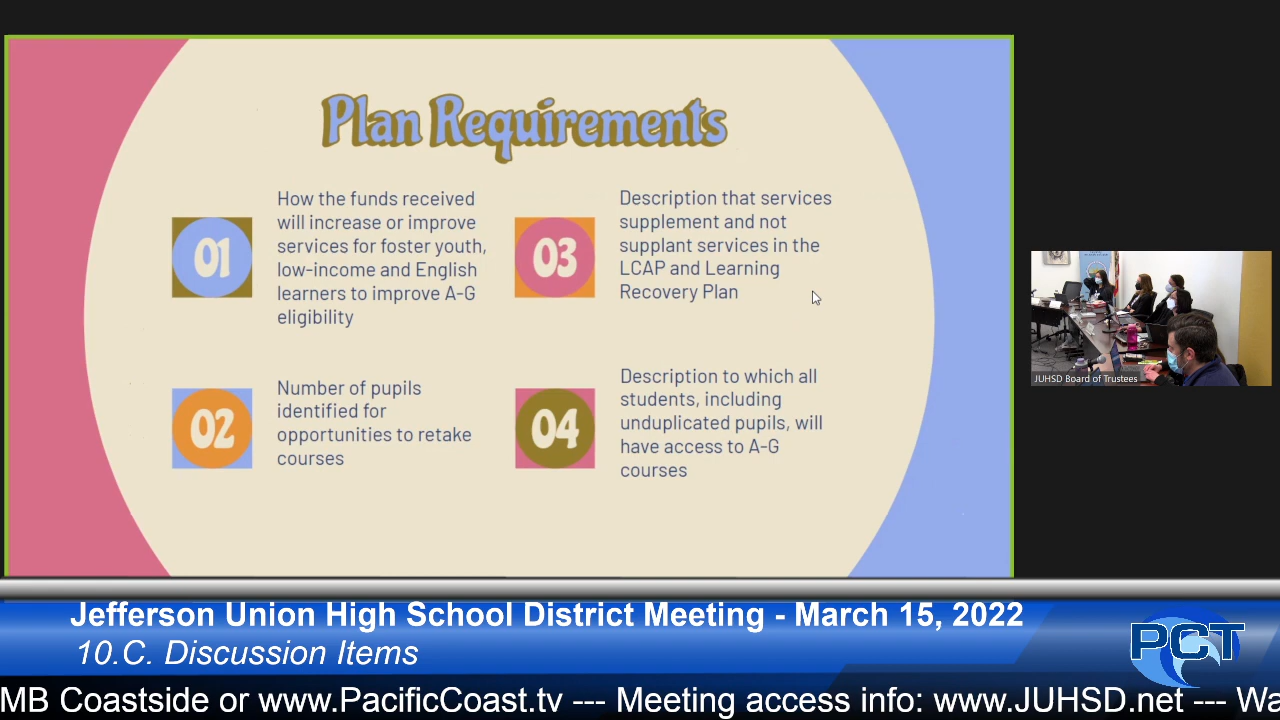 Plan Requirements
01
How the funds received
will increase or improve
services for foster youth,
low-income and English
learners to improve A-G
eligibility
02
Number of pupils
identified for
opportunities to retake
courses
03
Description that services
supplement and not
supplant services in the
LCAP and Learning
Recovery Plan
04
Description to which all
students, including
unduplicated pupils, will
have access to A-G
courses
JUHSD Board of Trustees
Jefferson Union High School District Meeting - March 15, 2022
10.C. Discussion Items
PCT
MB Coastside or www.PacificCoast.tv --- Meeting access info: www.JUHSD.net --- Wa